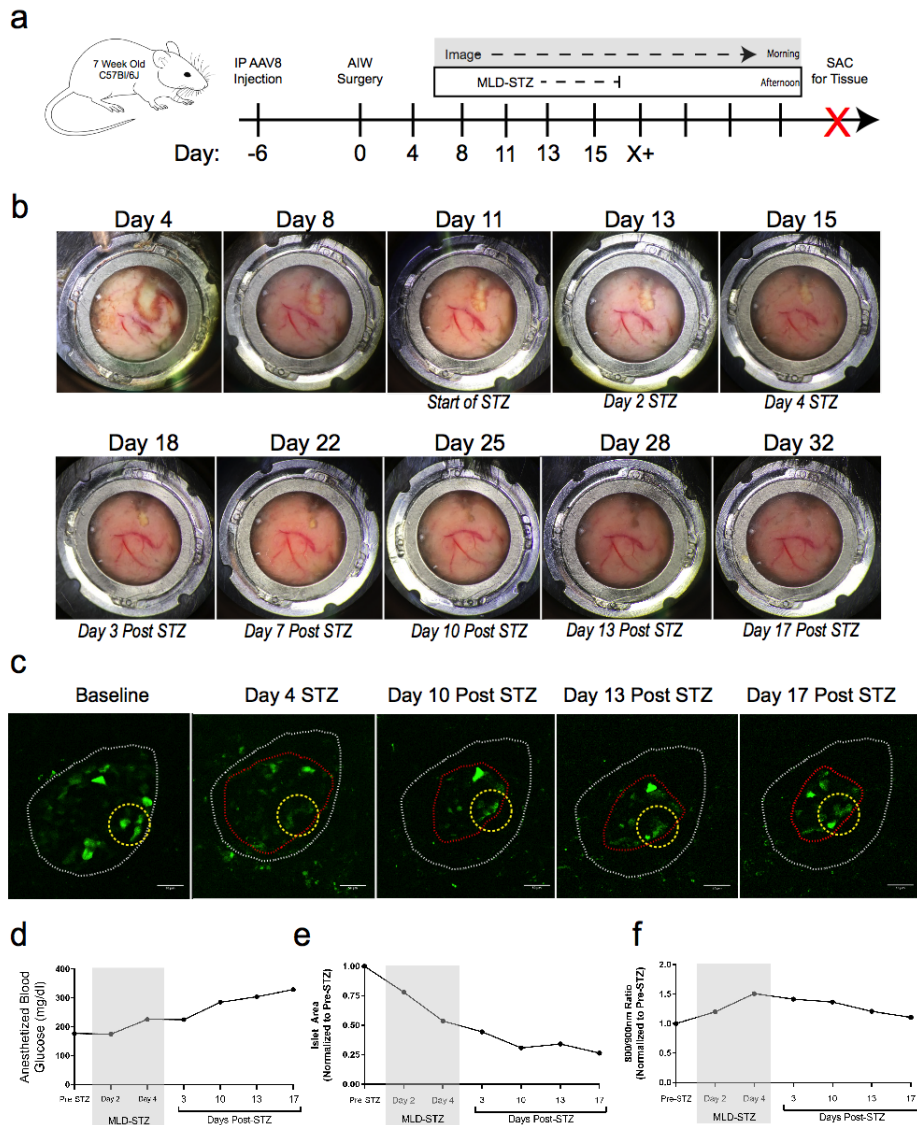 a
7 Week Old
C57Bl/6J
IP AAV8
Injection
AIW
Surgery
Image
Morning
MLD-STZ
Afternoon
SAC
for Tissue
X
Day:
-6
0
4
8
11
13
15
X+
b
Day 4
Day 8
Day 11
Day 13
Day 15
Start of STZ
Day 2 STZ
Day 4 STZ
Day 18
Day 22
Day 25
Day 28
Day 32
Day 3 Post STZ
Day 7 Post STZ
Day 10 Post STZ
Day 13 Post STZ
Day 17 Post STZ
c
Baseline
Day 4 STZ
Day 10 Post STZ
Day 13 Post STZ
Day 17 Post STZ
d
Anesthetized Blood
Glucose (mg/dl)
400
300
200
100
0
Pre STZ
Day 2
Day 4
3
10
13
17
MLD-STZ
Days Post-STZ
e
Islet Area
(Normalized to Pre-STZ)
1.00
0.75
0.50
0.25
0.00
Pre STZ
Day 2
Day 4
3
10
13
17
MLD-STZ
Days Post-STZ
f
800/900nm Ratio
(Normalized to Pre-STZ)
2.0
1.5
1.0
0.5
0.0
Pre-STZ
Day 2
Day 4
3
10
13
17
MLD-STZ
Days Post-STZ